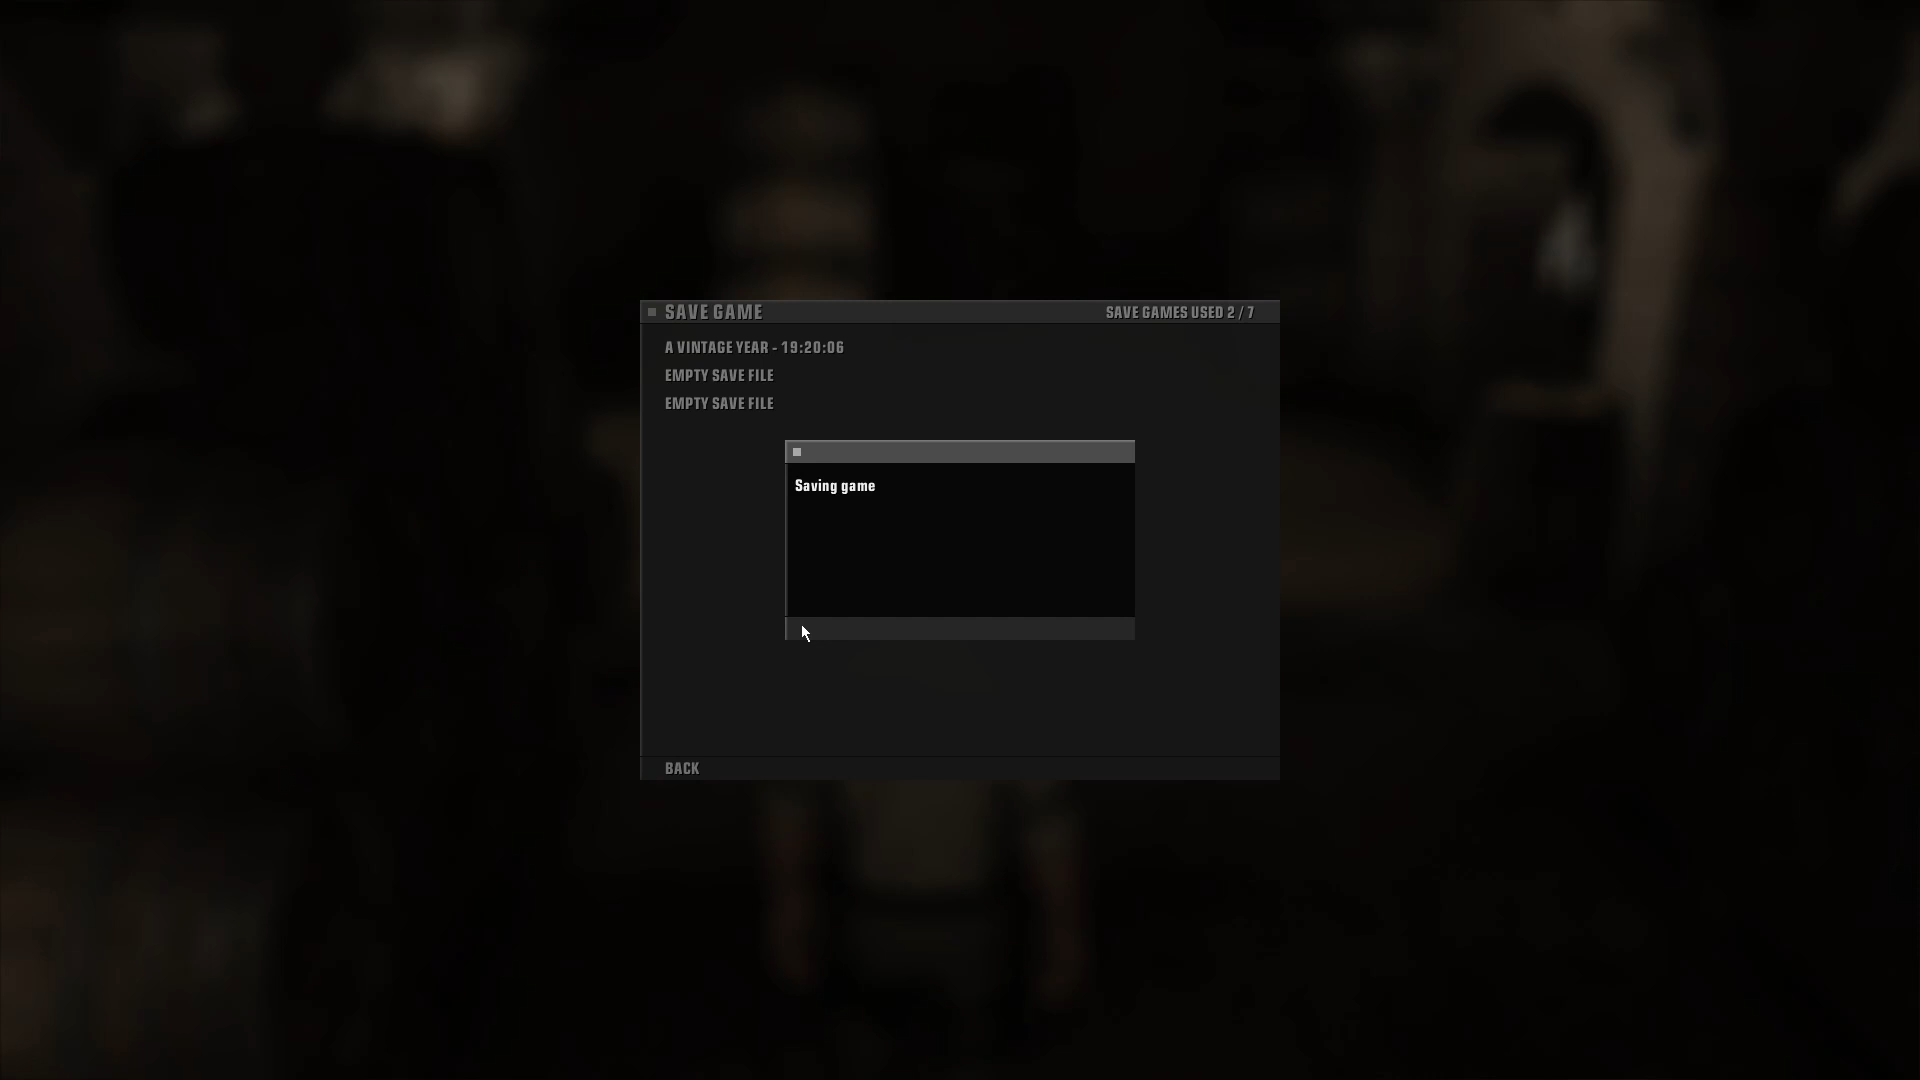 SAVE GAME
SAVE GAMES USED 2 / 7
A VINTAGE YEAR - 19:20:06
EMPTY SAVE FILE
EMPTY SAVE FILE
Saving game
BACK